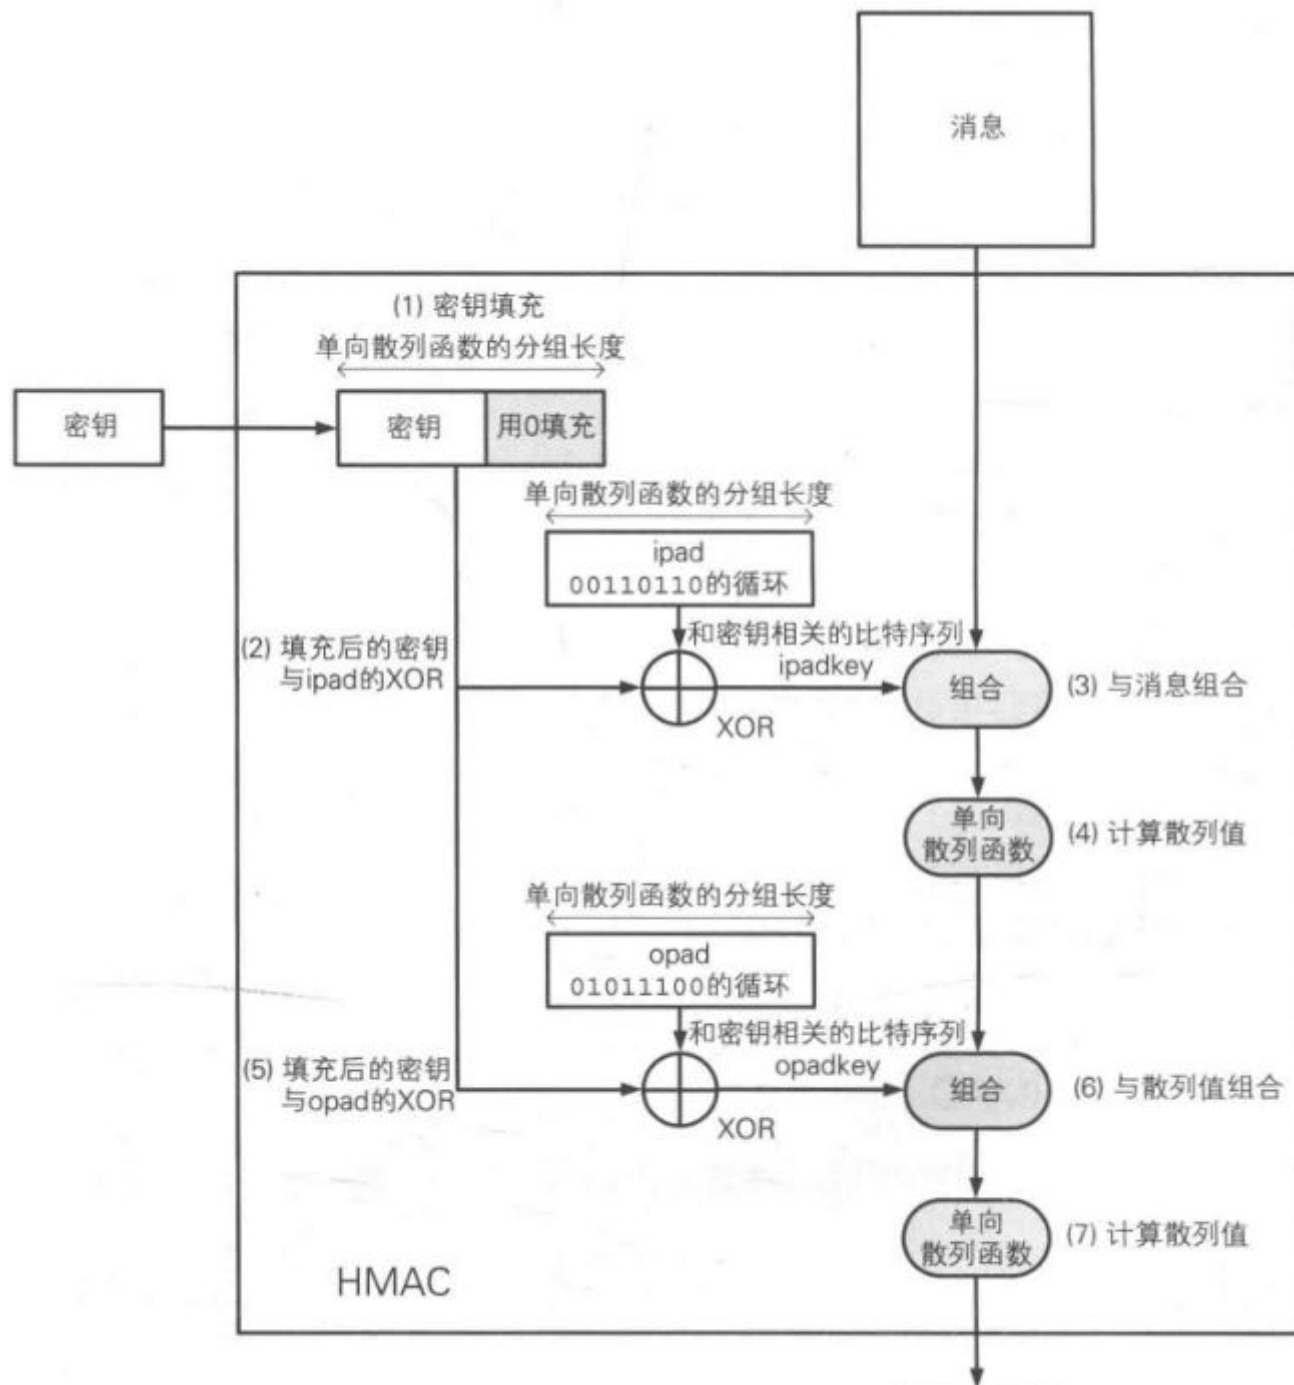 消息
(1) 密钥填充
单向散列函数的分组长度
密钥
密钥
用0填充
单向散列函数的分组长度
ipad
00110110的循环
(2) 填充后的密钥
与ipad的XOR
和密钥相关的比特序列
ipadkey
XOR
组合
(3) 与消息组合
单向
散列函数
(4) 计算散列值
单向散列函数的分组长度
opad
01011100的循环
(5) 填充后的密钥
与opad的XOR
和密钥相关的比特序列
opadkey
XOR
组合
(6) 与散列值组合
单向
散列函数
(7) 计算散列值
HMAC